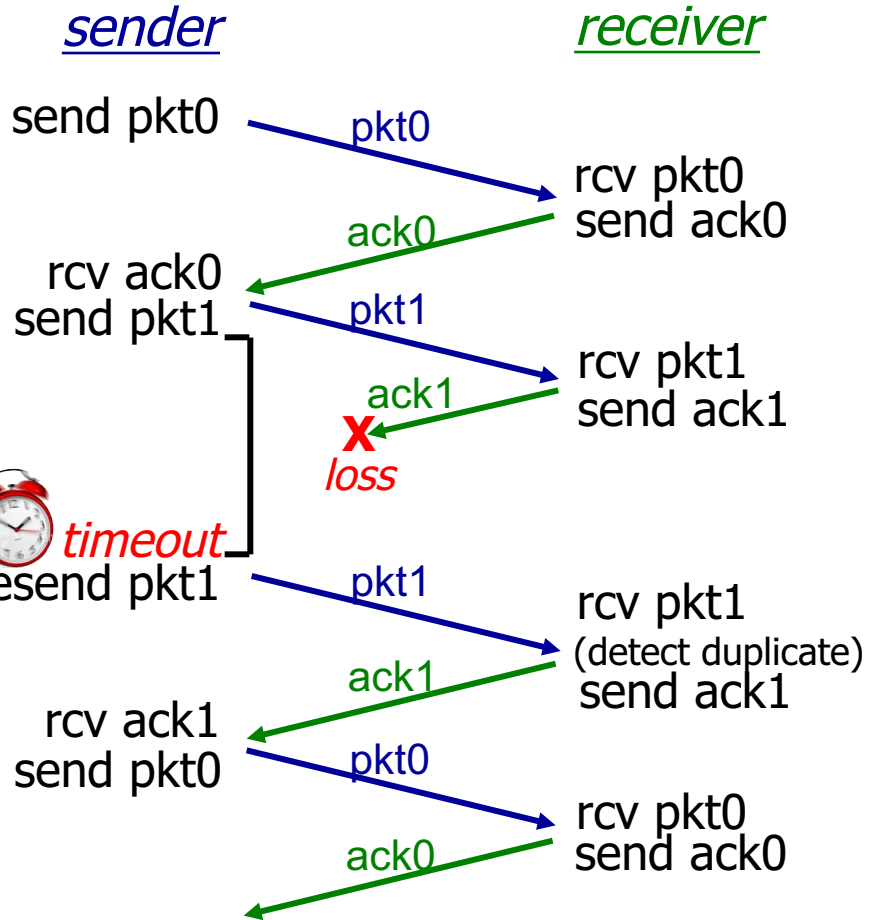 sender
receiver
send pkt0
pkt0
rcv pkt0
send ack0
ack0
rcv ack0
send pkt1
pkt1
rcv pkt1
send ack1
ack1
X
loss
timeout
esend pkt1
pkt1
rcv pkt1
(detect duplicate)
send ack1
ack1
rcv ack1
send pkt0
pkt0
rcv pkt0
send ack0
ack0